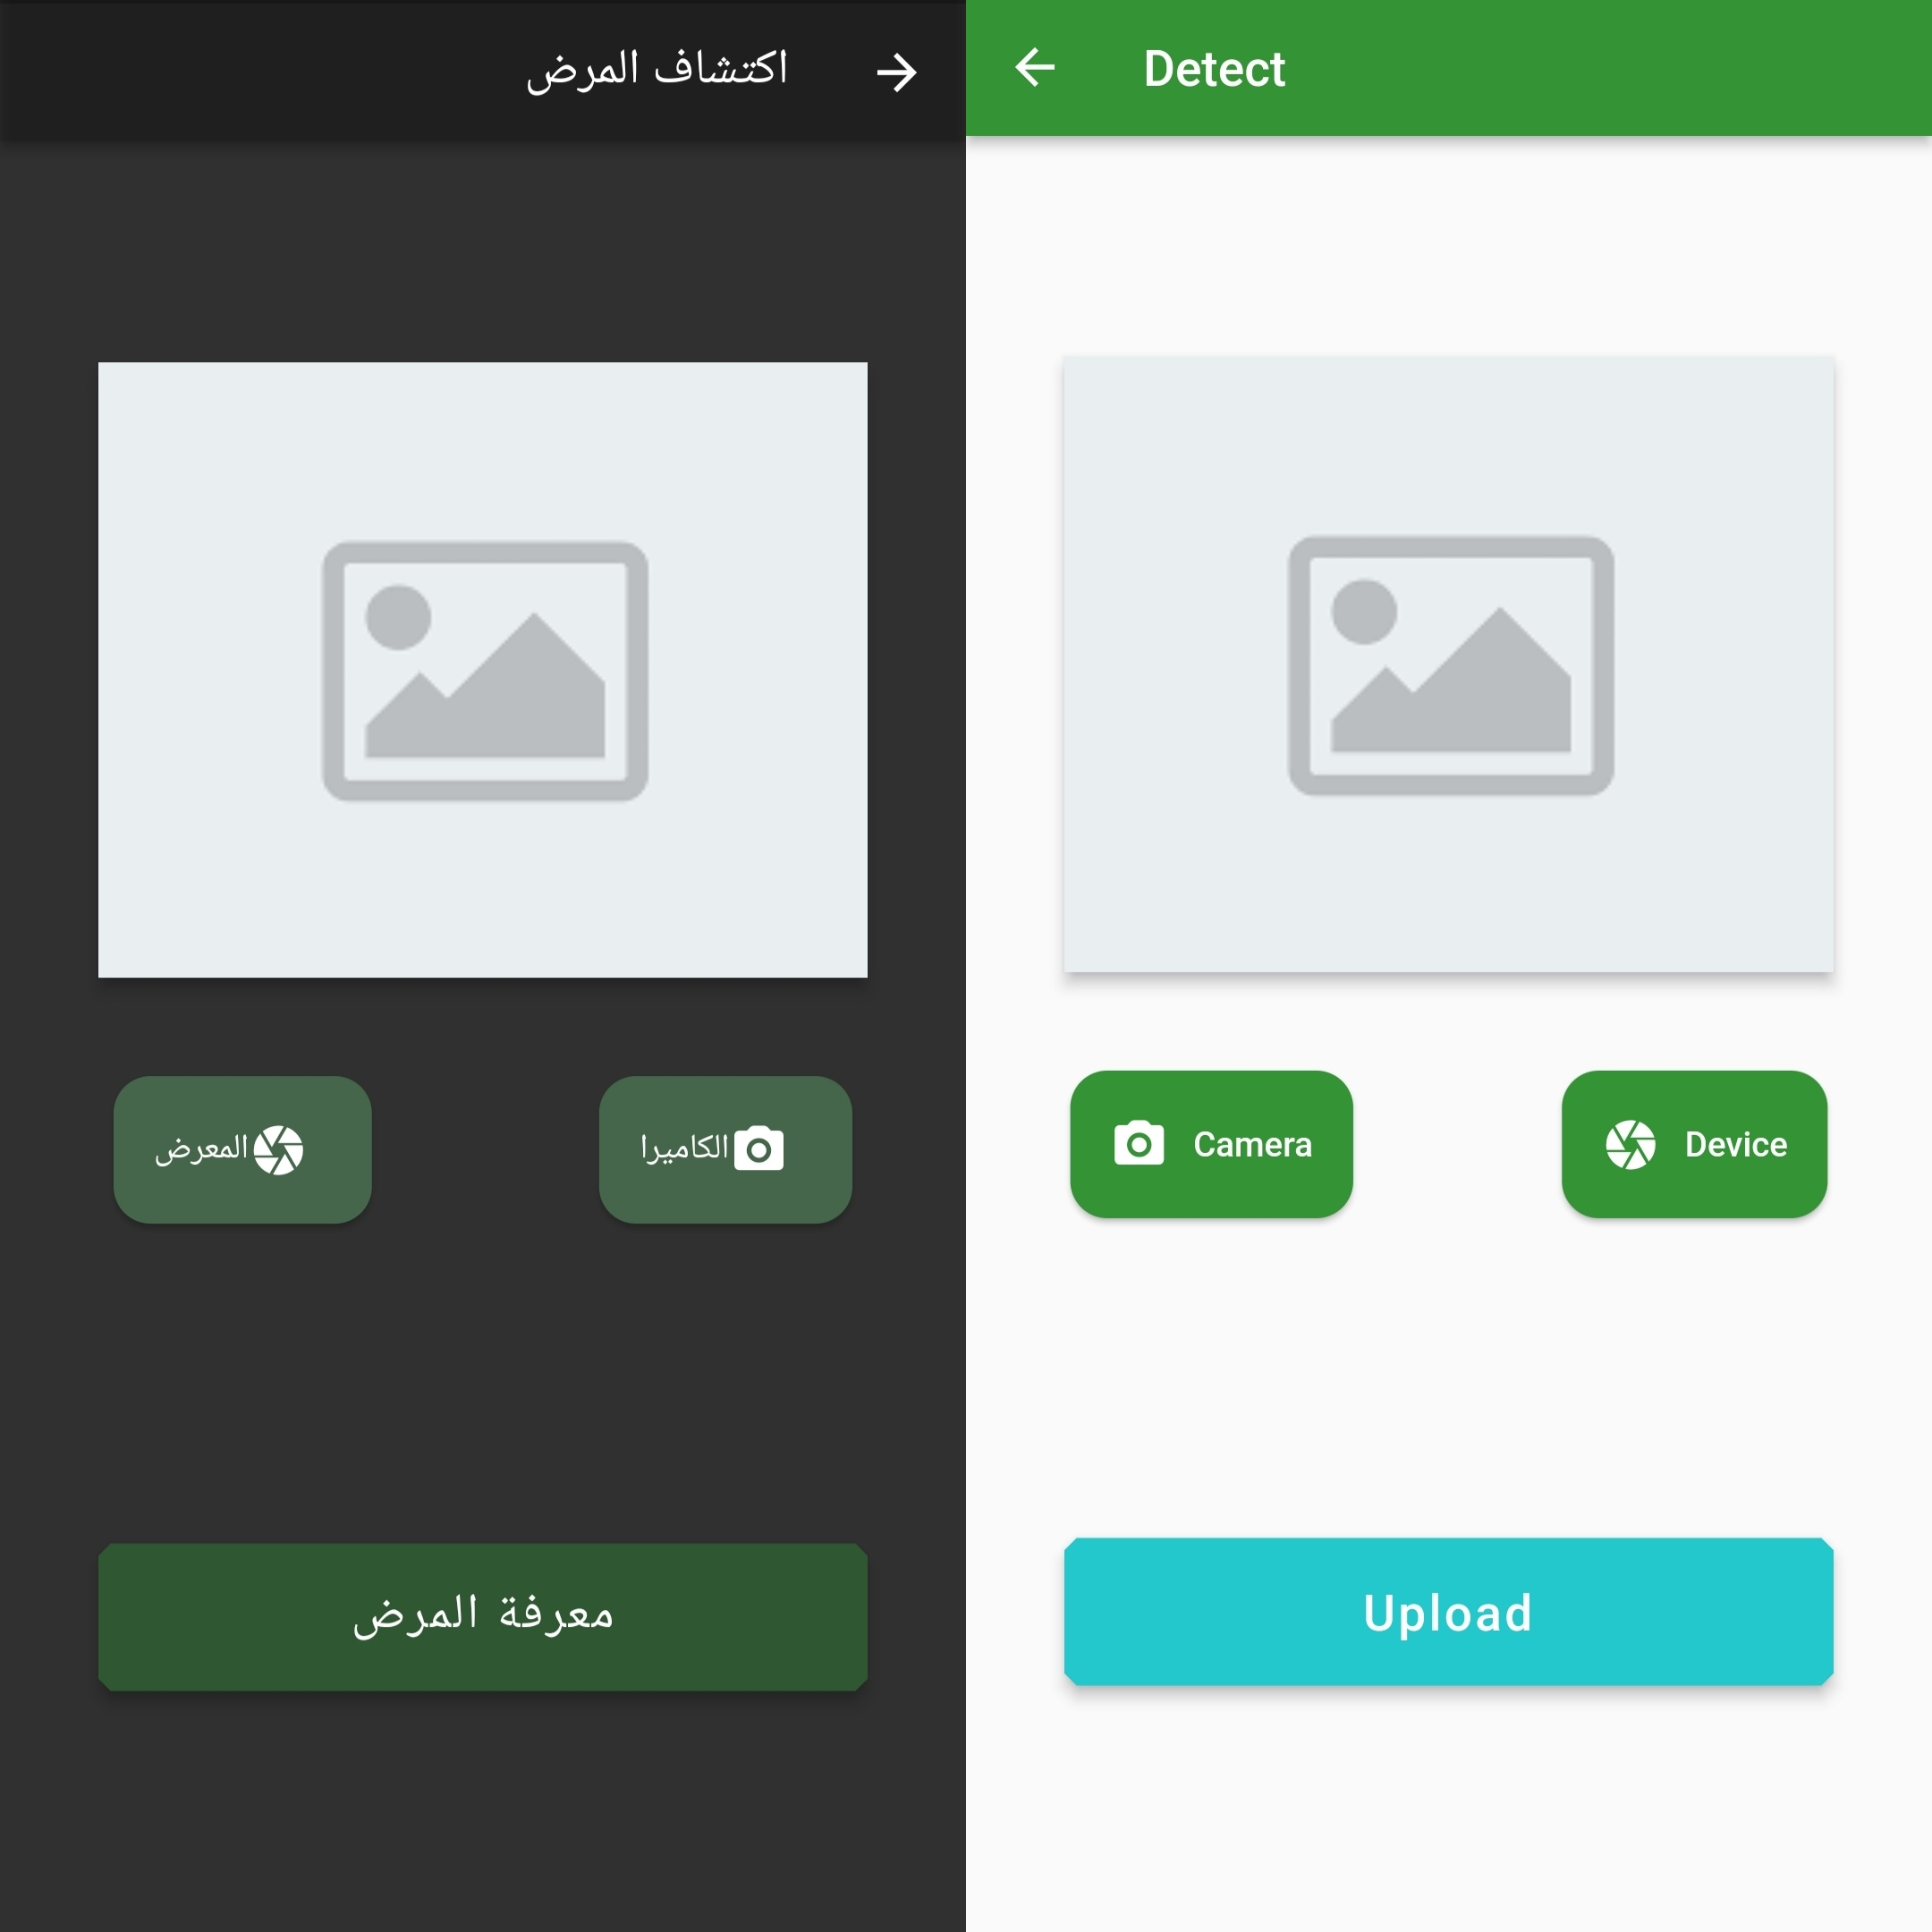 اكتشاف المرض
الكاميرا
المعرض
معرفة المرض
Detect
Camera
Device
Upload